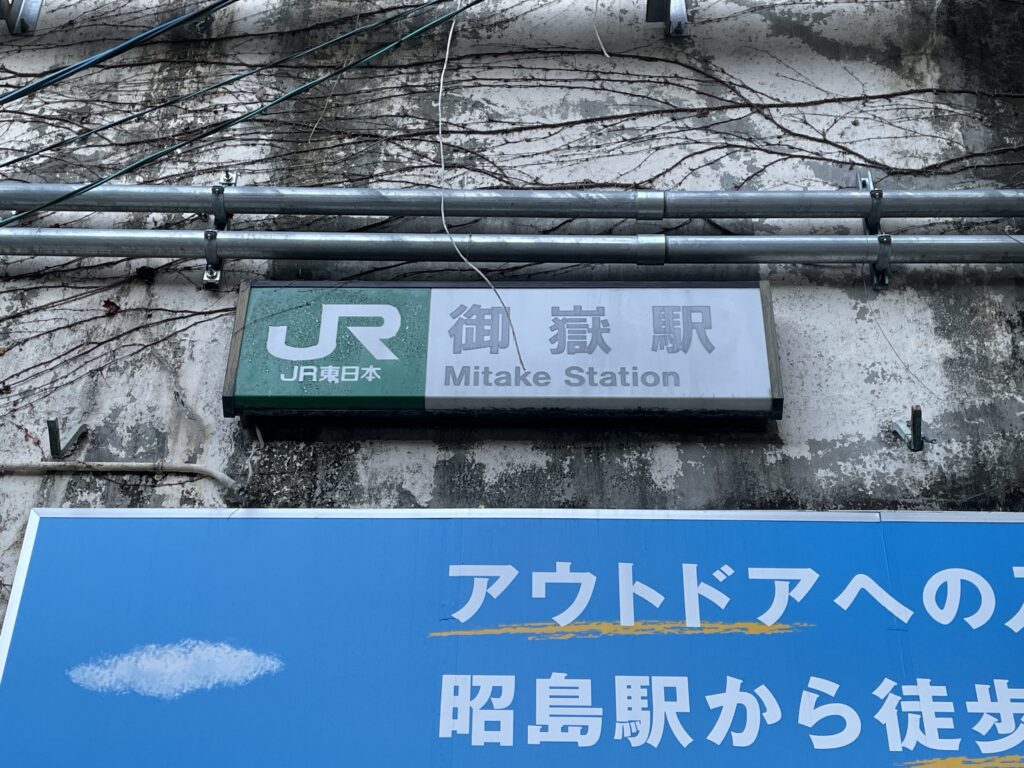 JR
JR東日本
御嶽駅
Mitake Station
アウトドアへの
昭島駅から徒歩